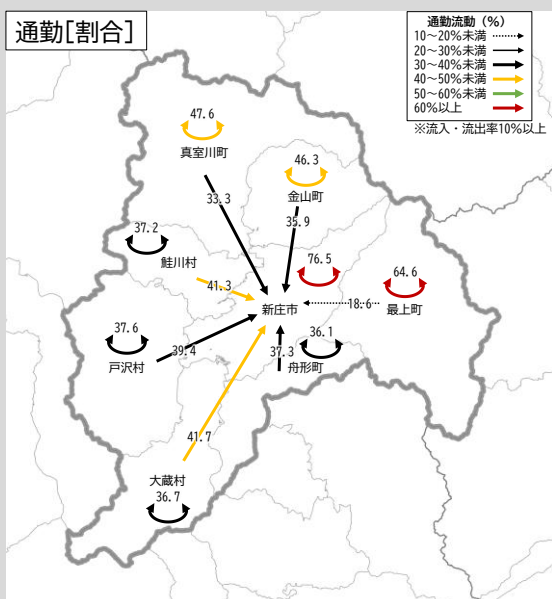 通勤[割合]
通勤流動（%）
10～20%未満
20～30%未満
30～40%未満
40～50%未満
50～60%未満
60%以上
※流入・流出率10%以上
47.6
真室川町
46.3
金山町
33.3
35.9
37.2
鮭川村
41.3
76.5
新庄市
64.6
最上町
18.6
37.6
戸沢村
39.4
37.3
36.1
舟形町
41.7
大蔵村
36.7